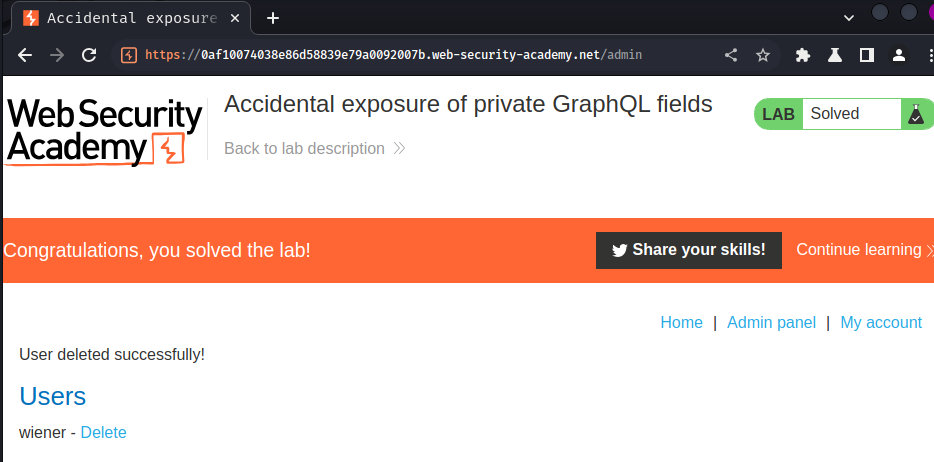 Accidental exposure
https://0af10074038e86d58839e79a0092007b.web-security-academy.net/admin
Web Security
Academy
Accidental exposure of private GraphQL fields
Back to lab description
LAB Solved
Congratulations, you solved the lab!
Share your skills!
Continue learning
Home | Admin panel | My account
User deleted successfully!
Users
wiener - Delete